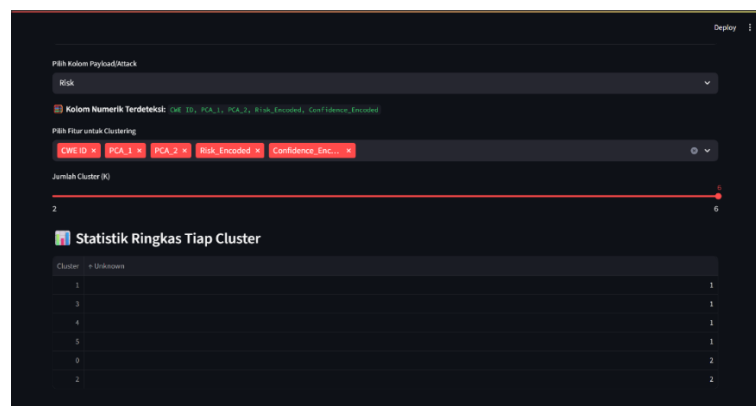 Deploy
Pilih Kolom Payload/Attack
Risk
Kolom Numerik Terdeteksi: CWE ID, PCA_1, PCA_2, Risk_Encoded, Confidence_Encoded
Pilih Fitur untuk Clustering
CWE ID × PCA_1 × PCA_2 × Risk_Encoded × Confidence_Enc... ×
Jumlah Cluster (K)
6
2 6
Statistik Ringkas Tiap Cluster
Cluster Unknown
1 1
3 1
4 1
5 1
0 2
2 2